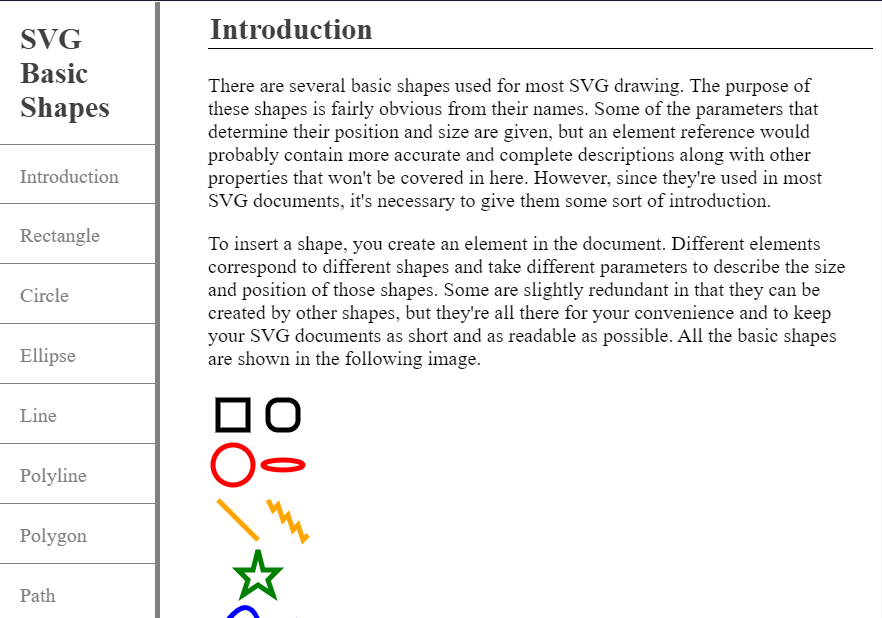 SVG
Basic
Shapes
Introduction
Rectangle
Circle
Ellipse
Line
Polyline
Polygon
Path
Introduction
There are several basic shapes used for most SVG drawing. The purpose of
these shapes is fairly obvious from their names. Some of the parameters that
determine their position and size are given, but an element reference would
probably contain more accurate and complete descriptions along with other
properties that won't be covered in here. However, since they're used in most
SVG documents, it's necessary to give them some sort of introduction.
To insert a shape, you create an element in the document. Different elements
correspond to different shapes and take different parameters to describe the size
and position of those shapes. Some are slightly redundant in that they can be
created by other shapes, but they're all there for your convenience and to keep
your SVG documents as short and as readable as possible. All the basic shapes
are shown in the following image.